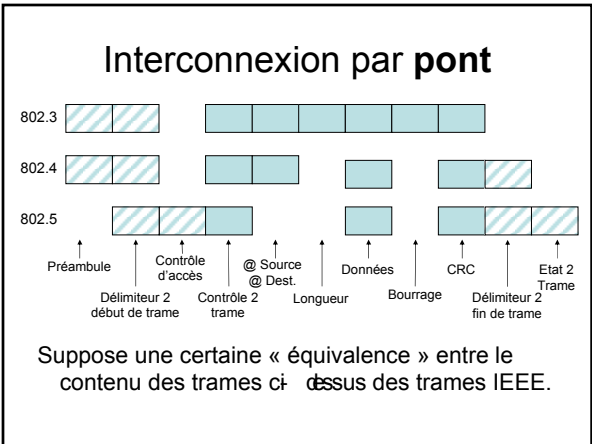 Interconnexion par pont
802.3
802.4
802.5
Préambule
Délimiteur 2
début de trame
Contrôle
d'accès
Contrôle 2
trame
@ Source
@ Dest.
Longueur
Données
Bourrage
CRC
Délimiteur 2
fin de trame
Etat 2
Trame
Suppose une certaine « équivalence » entre le
contenu des trames ci- dessus des trames IEEE.